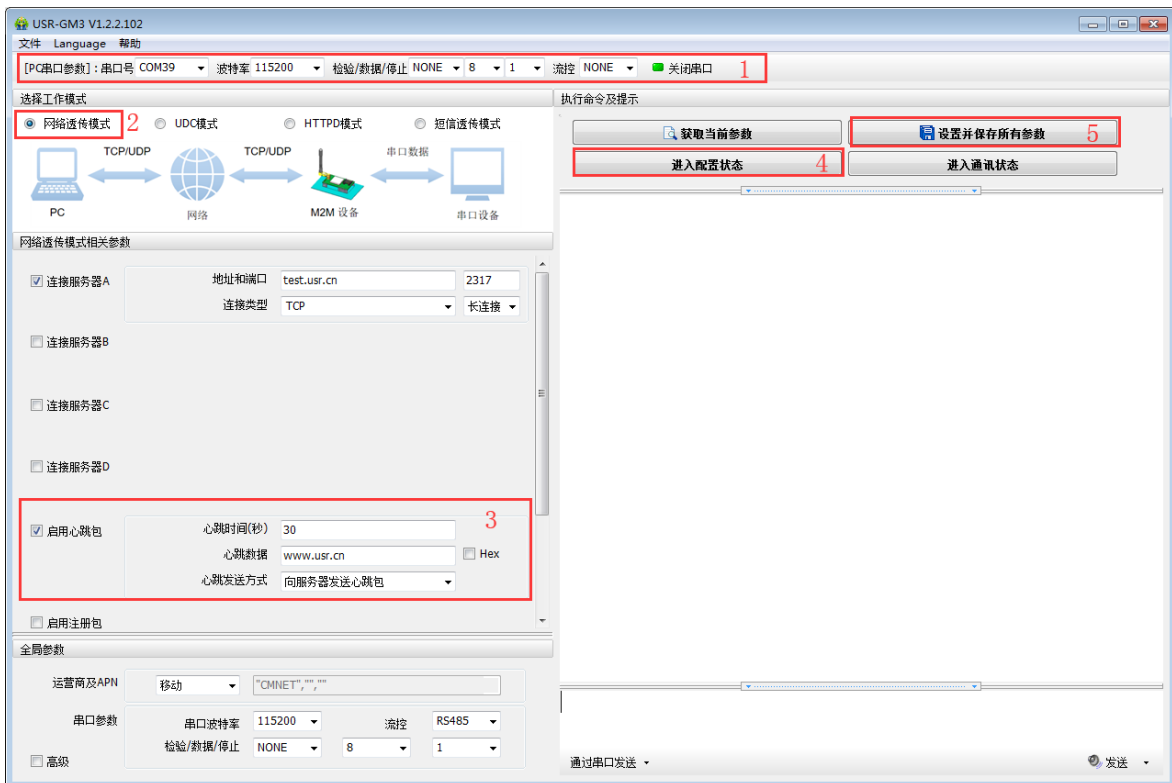 USR-GM3 V1.2.2.102
文件 Language 帮助
[PC串口参数]:串口号 COM39 波特率 115200 检验/数据/停止 NONE 8 1 流控 NONE 关闭串口 1
选择工作模式
网络透传模式 2 UDC模式 HTTPD模式 短信透传模式
TCP/UDP TCP/UDP 串口数据
PC 网络 M2M 设备 串口设备
网络透传模式相关参数
连接服务器A 地址和端口 test.usr.cn 2317
连接类型 TCP 长连接
连接服务器B
连接服务器C
连接服务器D
启用心跳包 心跳时间(秒) 30 3
心跳数据 www.usr.cn Hex
心跳发送方式 向服务器发送心跳包
启用注册包
全局参数
运营商及APN 移动 "CMNET","",""
串口参数 串口波特率 115200 流控 RS485
检验/数据/停止 NONE 8 1
高级
执行命令及提示
获取当前参数 设置并保存所有参数 5
进入配置状态 4 进入通讯状态
通过串口发送 发送